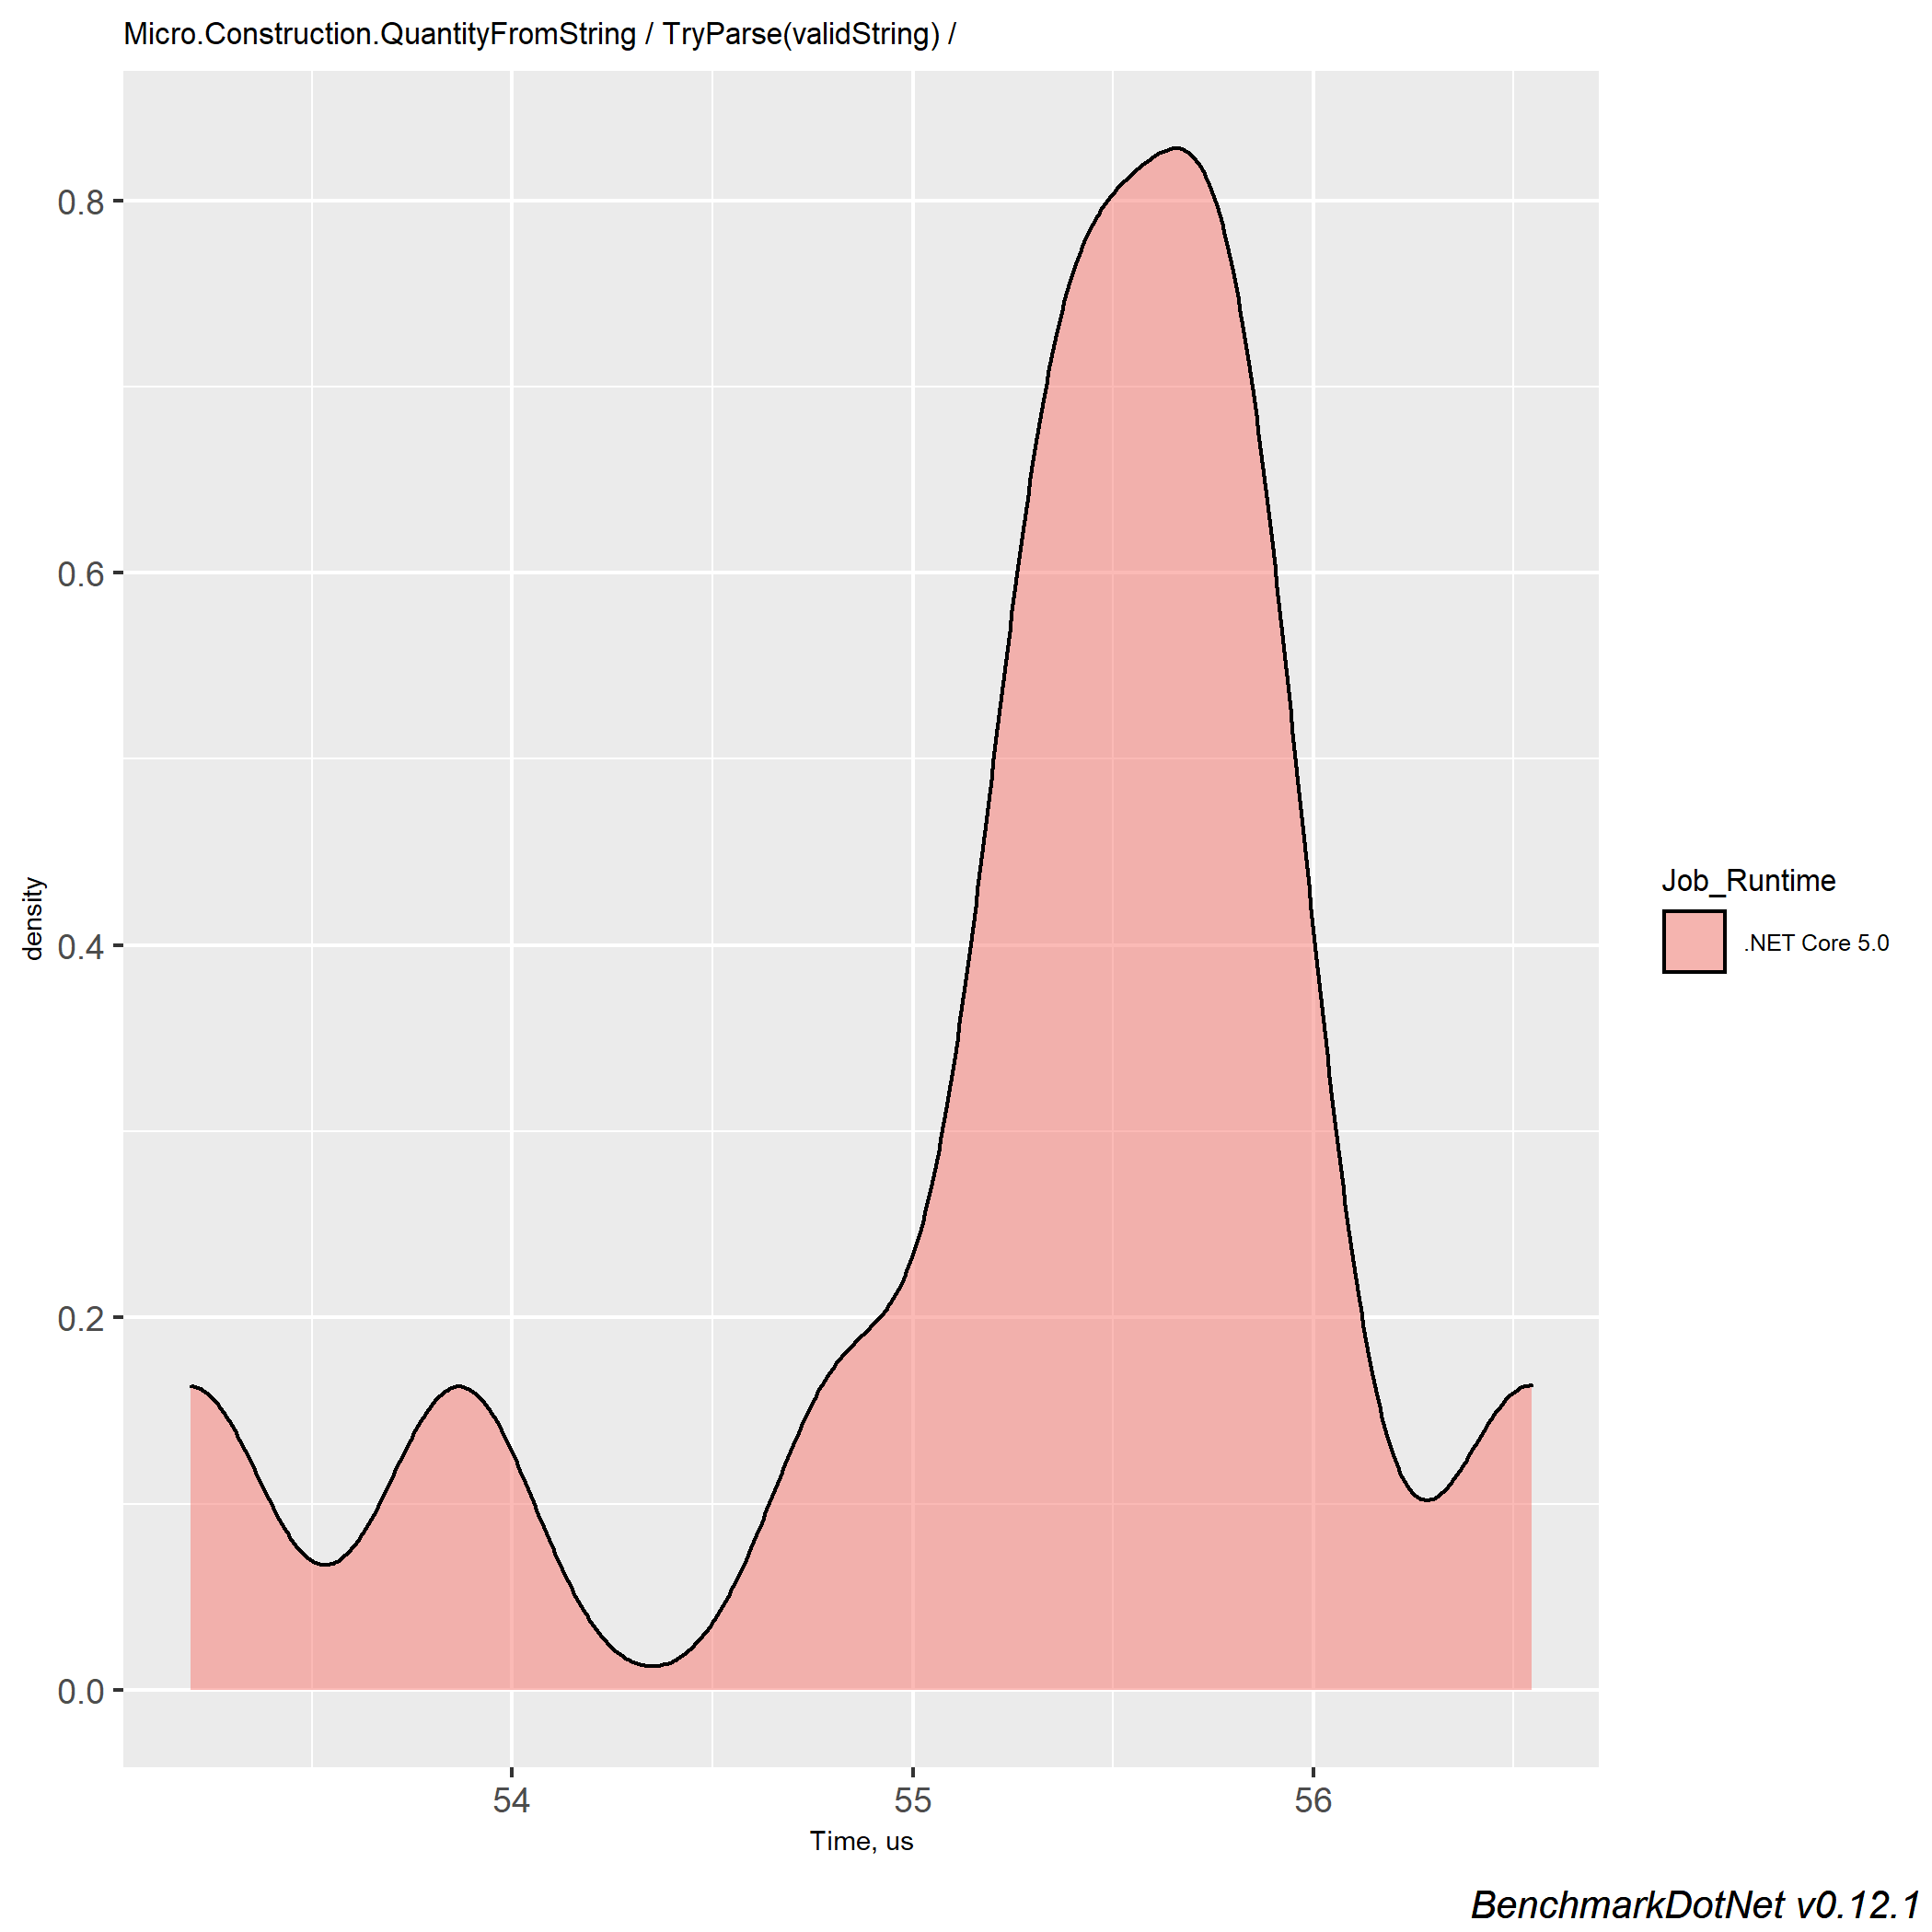 Micro.Construction.QuantityFromString / TryParse(validString) /
0.8
0.6
0.4
0.2
0.0
density
54 55 56
Time, us
Job_Runtime
.NET Core 5.0
BenchmarkDotNet v0.12.1